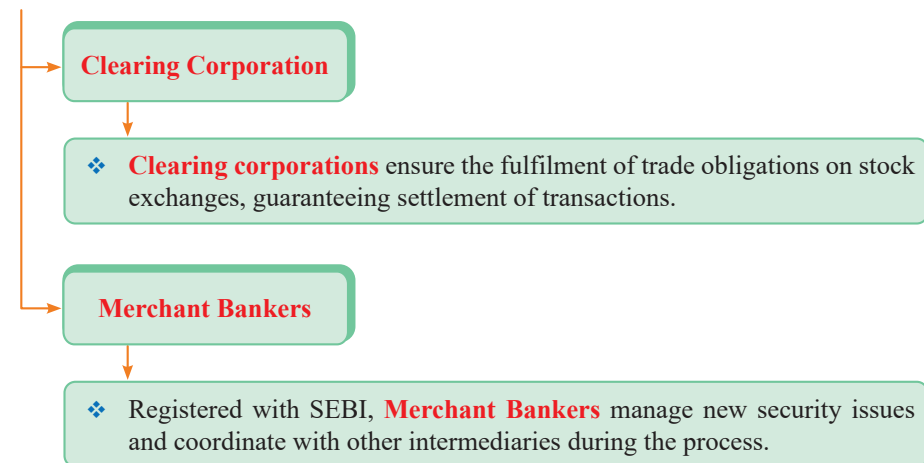 Clearing Corporation
❖ Clearing corporations ensure the fulfilment of trade obligations on stock
exchanges, guaranteeing settlement of transactions.
Merchant Bankers
❖ Registered with SEBI, Merchant Bankers manage new security issues
and coordinate with other intermediaries during the process.